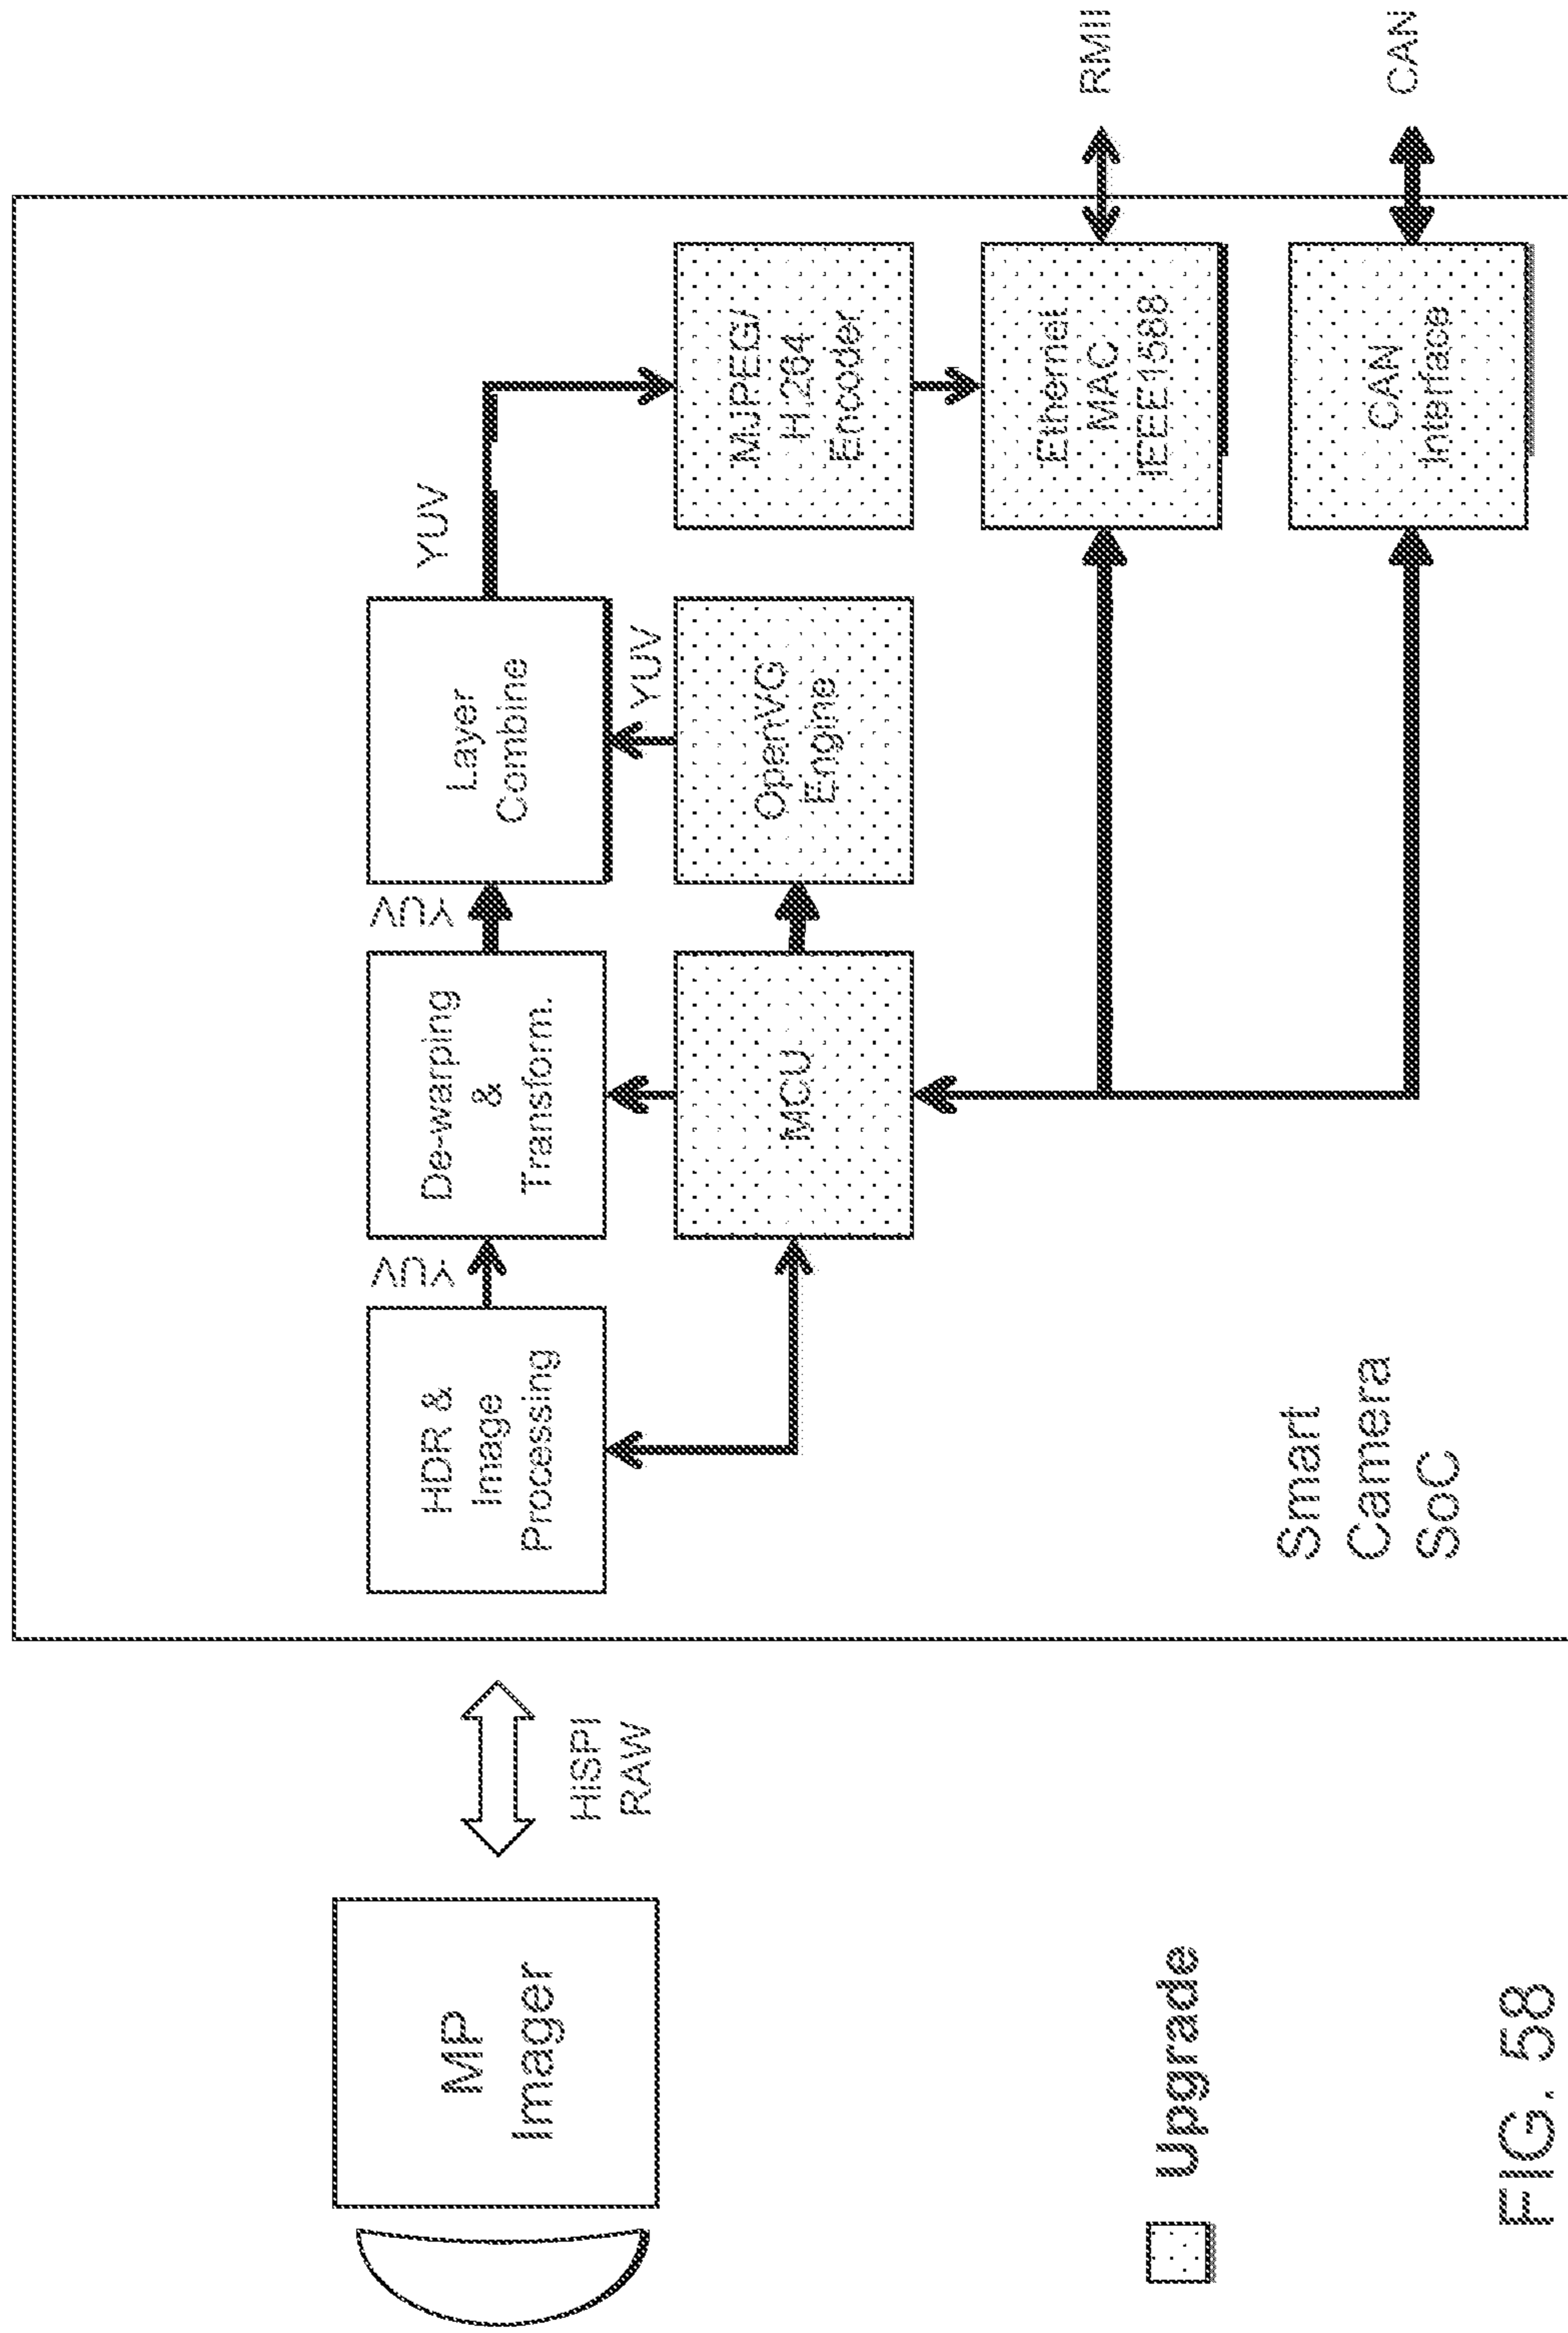 MP
Imager
HiSPI
RAW
HDR &
Image
Processing
YUV
De-warping
&
Transform.
YUV
Layer
Combine
YUV
MCU
OpenVG
Engine
YUV
MJPEG/
H.264
Encoder
Ethernet
MAC
IEEE1588
RMII
CAN
Interface
CAN
Smart
Camera
SoC
Upgrade
FIG. 58